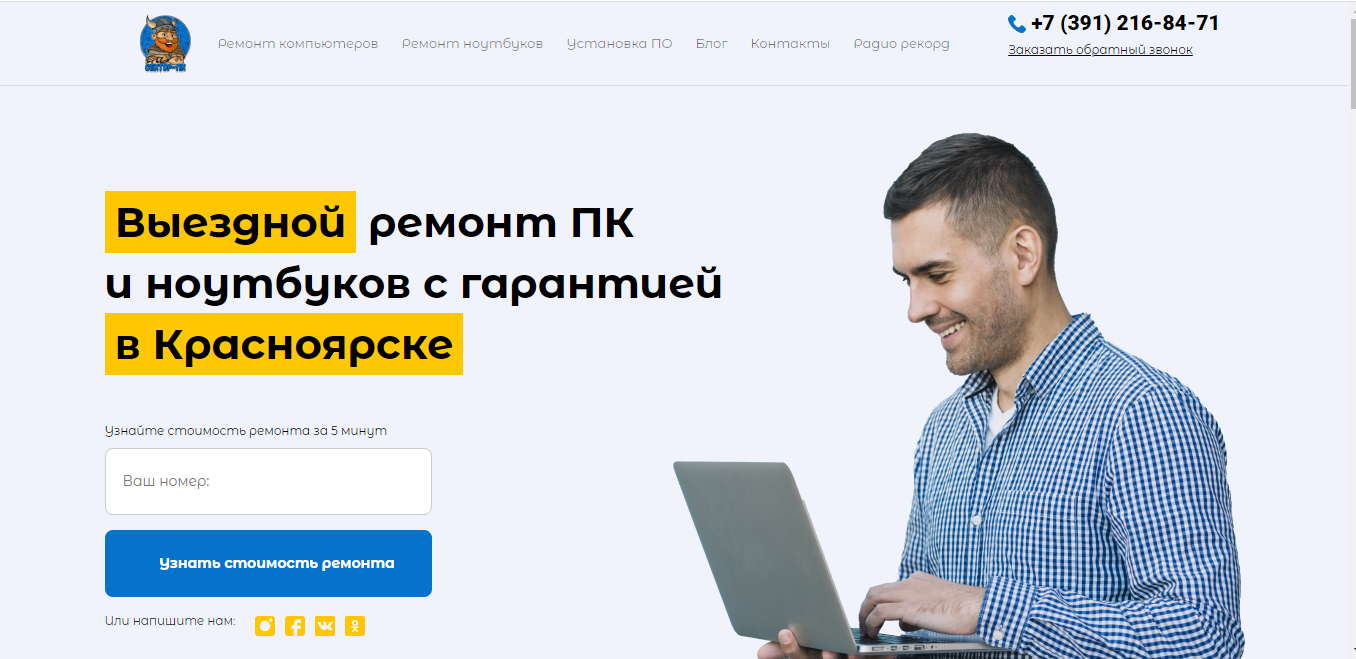 СЕКТОР-ПК
Ремонт компьютеров Ремонт ноутбуков Установка ПО Блог Контакты Радио рекорд
+7 (391) 216-84-71
Заказать обратный звонок
Выездной ремонт ПК
и ноутбуков с гарантией
в Красноярске
Узнайте стоимость ремонта за 5 минут
Ваш номер:
Узнать стоимость ремонта
Или напишите нам: